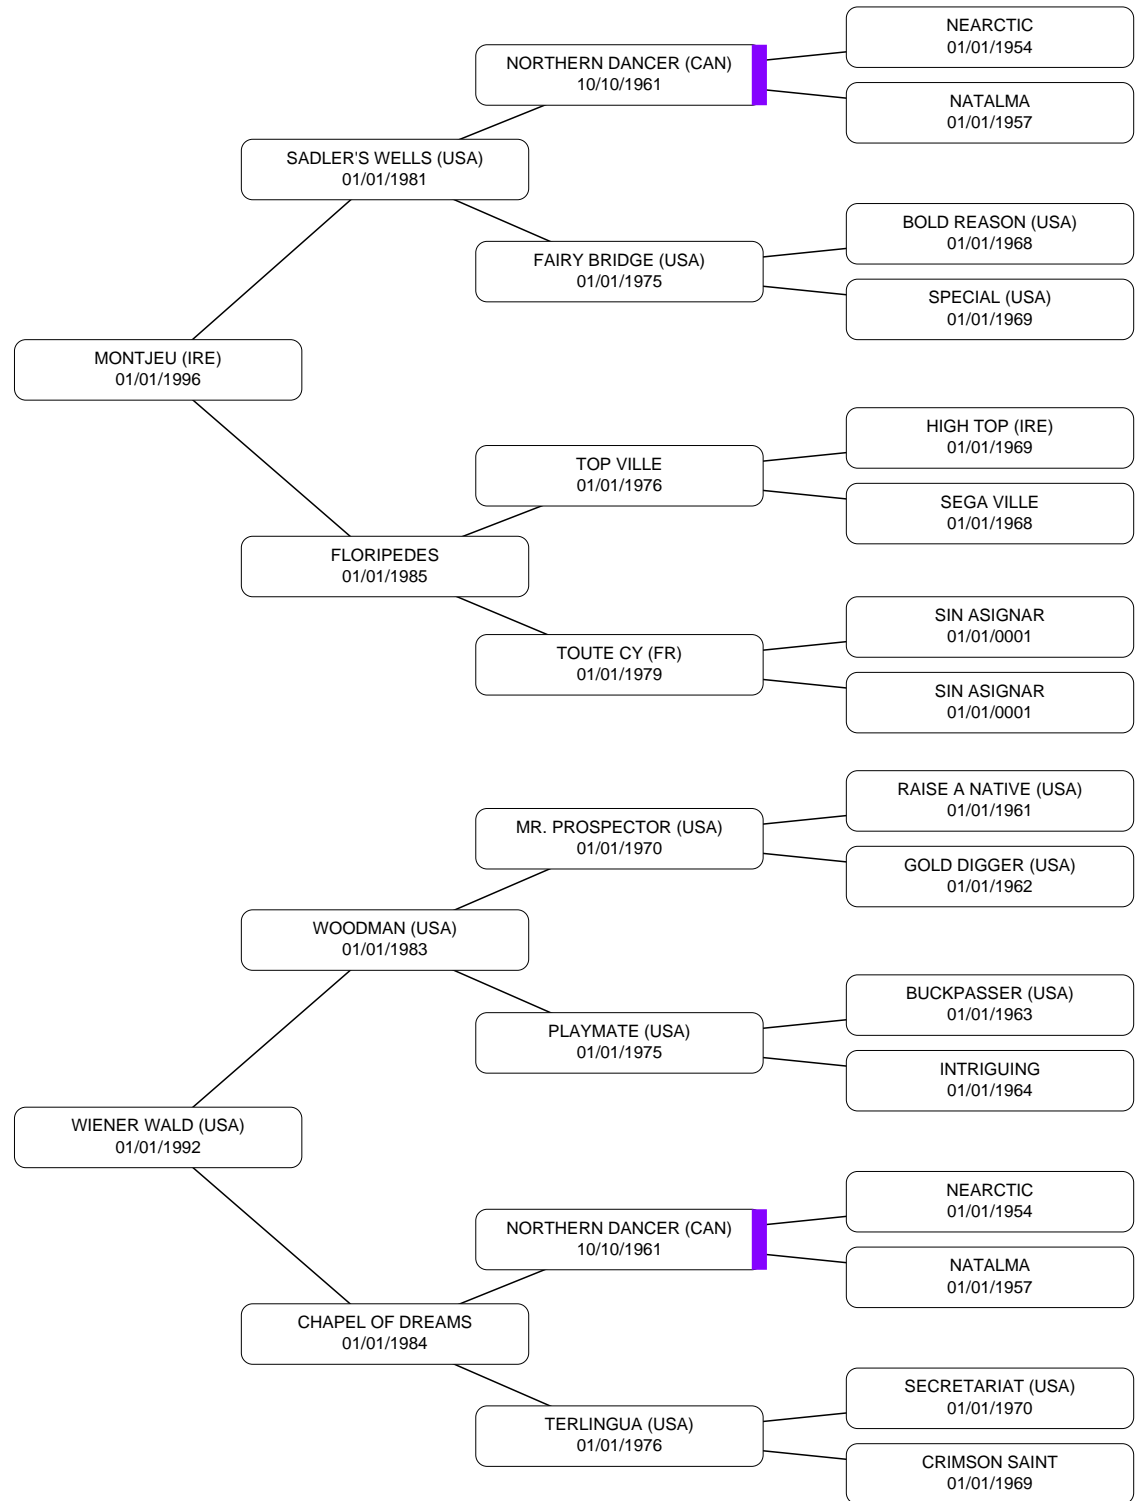 NEARCTIC
01/01/1954
NORTHERN DANCER (CAN)
10/10/1961
NATALMA
01/01/1957
SADLER'S WELLS (USA)
01/01/1981
BOLD REASON (USA)
01/01/1968
FAIRY BRIDGE (USA)
01/01/1975
SPECIAL (USA)
01/01/1969
MONTJEU (IRE)
01/01/1996
HIGH TOP (IRE)
01/01/1969
TOP VILLE
01/01/1976
SEGA VILLE
01/01/1968
FLORIPEDES
01/01/1985
SIN ASIGNAR
01/01/0001
TOUTE CY (FR)
01/01/1979
SIN ASIGNAR
01/01/0001
RAISE A NATIVE (USA)
01/01/1961
MR. PROSPECTOR (USA)
01/01/1970
GOLD DIGGER (USA)
01/01/1962
WOODMAN (USA)
01/01/1983
BUCKPASSER (USA)
01/01/1963
PLAYMATE (USA)
01/01/1975
INTRIGUING
01/01/1964
WIENER WALD (USA)
01/01/1992
NEARCTIC
01/01/1954
NORTHERN DANCER (CAN)
10/10/1961
NATALMA
01/01/1957
CHAPEL OF DREAMS
01/01/1984
SECRETARIAT (USA)
01/01/1970
TERLINGUA (USA)
01/01/1976
CRIMSON SAINT
01/01/1969